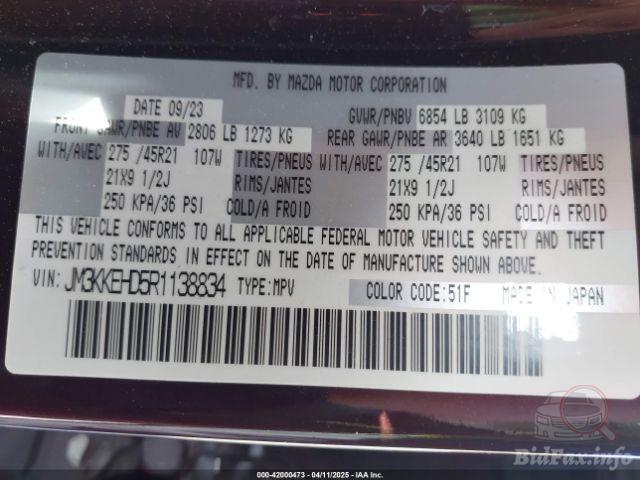 MFD. BY MAZDA MOTOR CORPORATION
DATE 09/23 GVWR/PNBV 6854 LB 3109 KG
FRONT GAWR/PNBE AV 2806 LB 1273 KG REAR GAWR/PNBE AR 3640 LB 1651 KG
WITH/AVEC 275 /45R21 107W TIRES/PNEUS WITH/AVEC 275 /45R21 107W TIRES/PNEUS
21X9 1/2J RIMS/JANTES 21X9 1/2J RIMS/JANTES
250 KPA/36 PSI COLD/A FROID 250 KPA/36 PSI COLD/A FROID
THIS VEHICLE CONFORMS TO ALL APPLICABLE FEDERAL MOTOR VEHICLE SAFETY AND THEFT
PREVENTION STANDARDS IN EFFECT ON THE DATE OF MANUFACTURE SHOWN ABOVE.
VIN: JM3KKEHD5R1138834 TYPE:MPV COLOR CODE:51F MADE IN JAPAN
BidFax.info
000-42000473 - 04/11/2025 - IAA Inc.